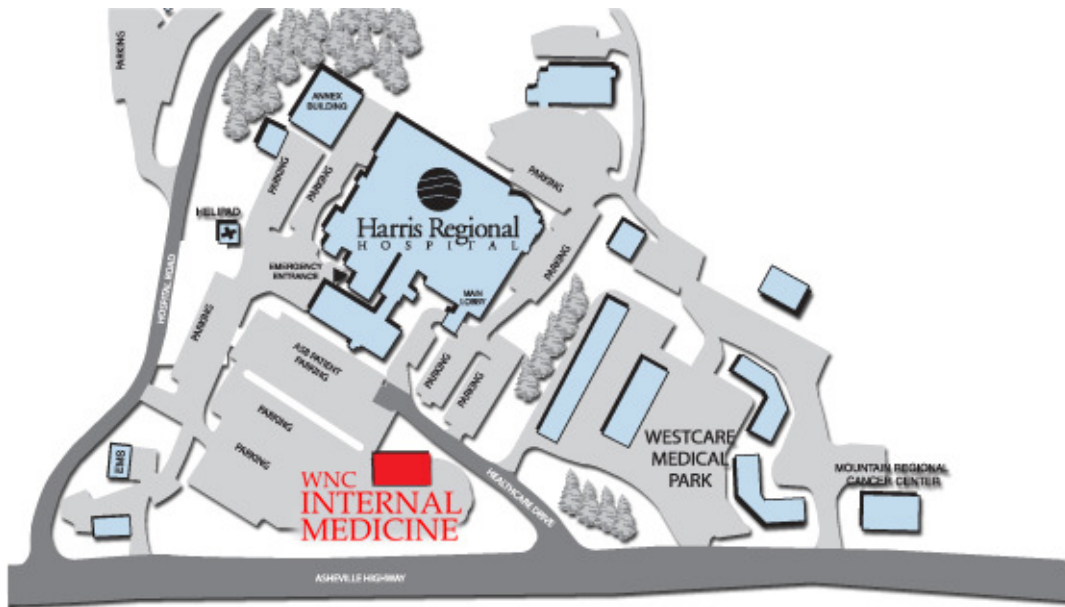 PARKING
ANNEX
BUILDING
PARKING
PARKING
PARKING
HELIPAD
Harris Regional
HOSPITAL
EMERGENCY
ENTRANCE
MAIN
LOBBY
PARKING
HOSPITAL ROAD
PARKING
ASB PATIENT
PARKING
PARKING
PARKING
PARKING
PARKING
EMS
WNC
INTERNAL
MEDICINE
HEALTHCARE DRIVE
WESTCARE
MEDICAL
PARK
MOUNTAIN REGIONAL
CANCER CENTER
ASHEVILLE HIGHWAY